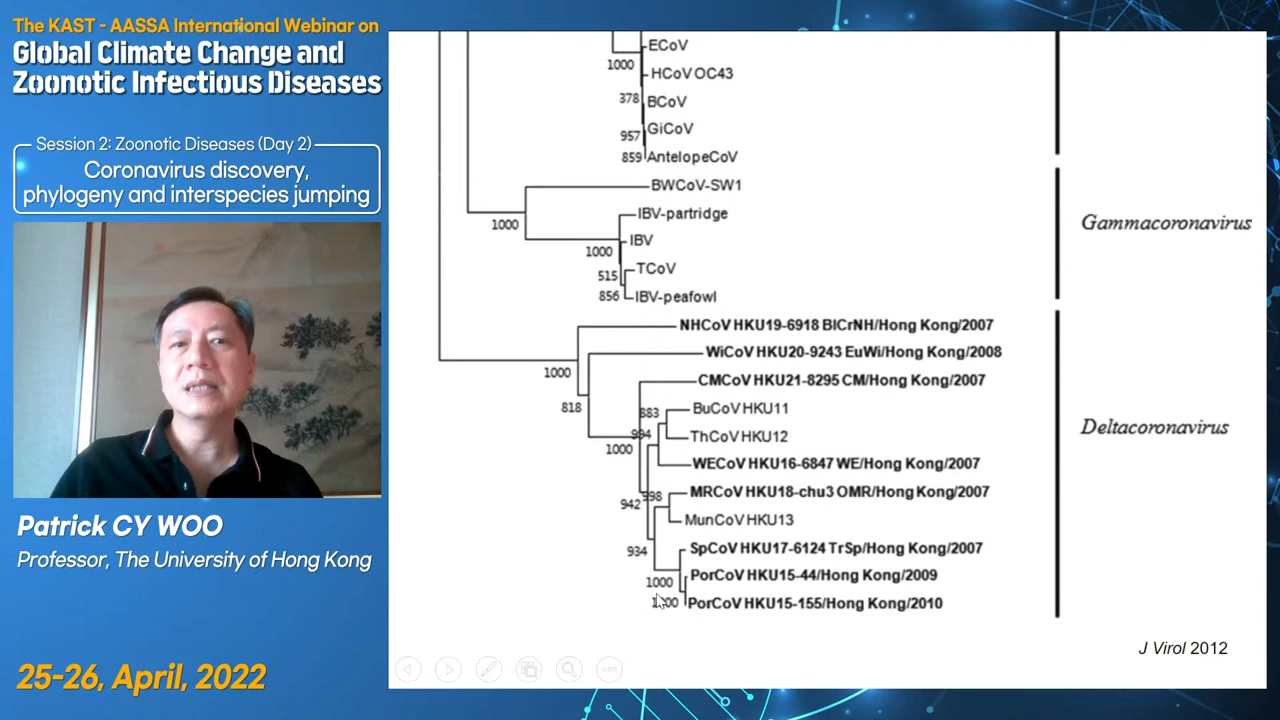 The KAST - AASSA International Webinar on
Global Climate Change and
Zoonotic Infectious Diseases
Session 2: Zoonotic Diseases (Day 2)
Coronavirus discovery,
phylogeny and interspecies jumping
Patrick CY WOO
Professor, The University of Hong Kong
25-26, April, 2022
ECoV
1000
HCoV OC43
378
BCoV
957
GiCoV
859
AntelopeCoV
BWCoV-SW1
1000
IBV-partridge
Gammacoronavirus
IBV
1000
TCoV
515
856
IBV-peafowl
NHCoV HKU19-6918 BlCrNH/Hong Kong/2007
WiCoV HKU20-9243 EuWi/Hong Kong/2008
1000
CMCoV HKU21-8295 CM/Hong Kong/2007
818
883
BuCoV HKU11
Deltacoronavirus
994
ThCoV HKU12
1000
WECoV HKU16-6847 WE/Hong Kong/2007
998
MRCoV HKU18-chu3 OMR/Hong Kong/2007
942
MunCoV HKU13
934
SpCoV HKU17-6124 TrSp/Hong Kong/2007
1000
PorCoV HKU15-44/Hong Kong/2009
PorCoV HKU15-155/Hong Kong/2010
J Virol 2012